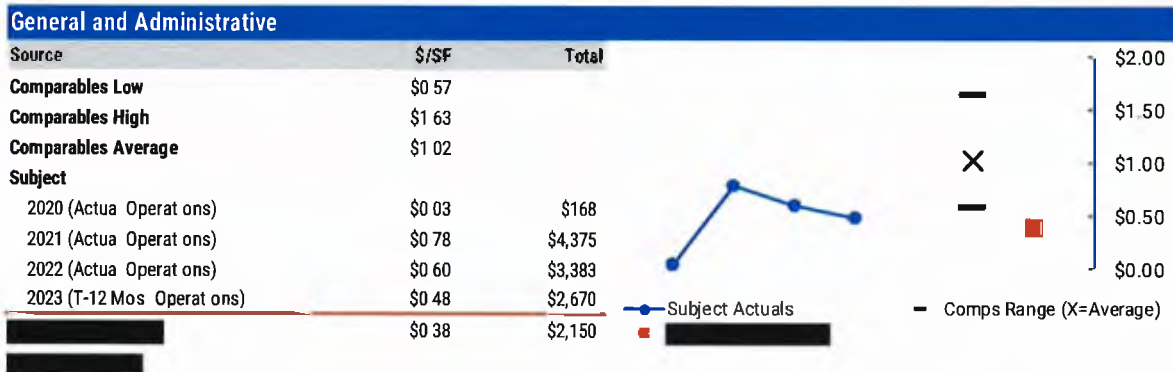 General and Administrative
Source $/SF Total
Comparables Low $0 57
Comparables High $1 63
Comparables Average $1 02
Subject
2020 (Actua Operat ons) $0 03 $168
2021 (Actua Operat ons) $0 78 $4,375
2022 (Actua Operat ons) $0 60 $3,383
2023 (T-12 Mos Operat ons) $0 48 $2,670
$0 38 $2,150
$2.00
$1.50
$1.00
$0.50
$0.00
Subject Actuals
Comps Range (X=Average)